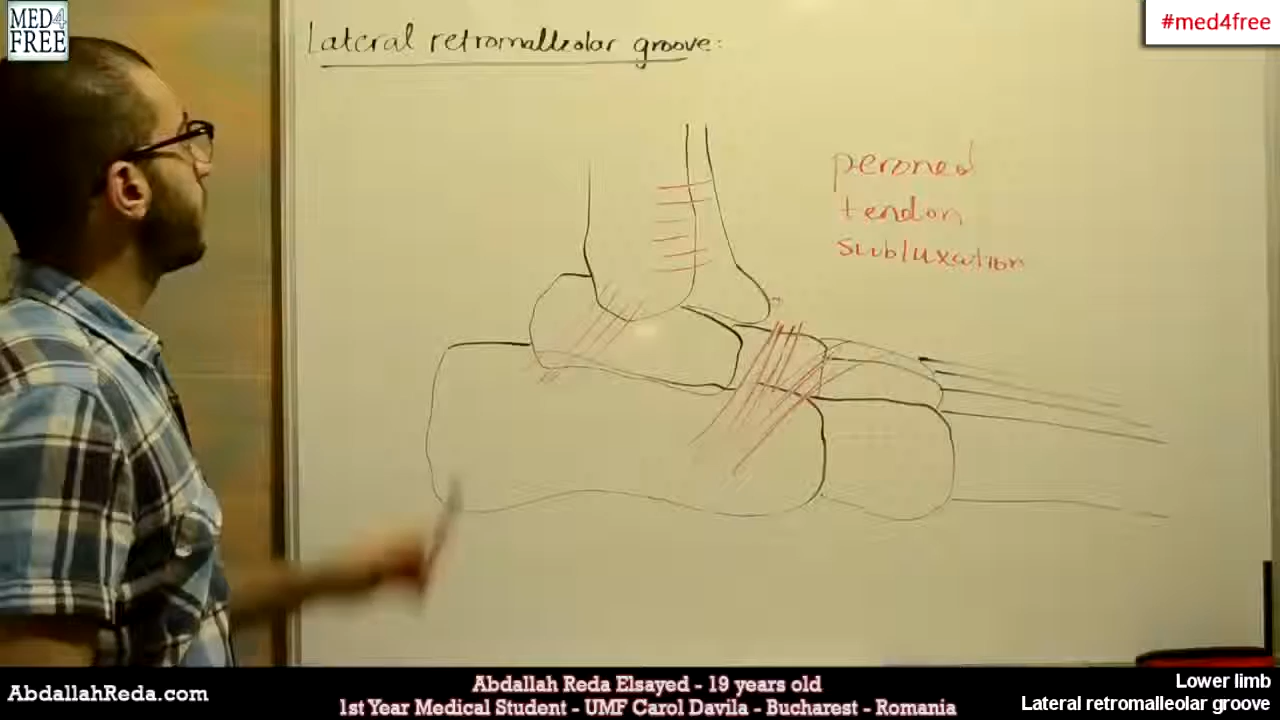 MED4
FREE
#med4free
Lateral retromalleolar groove:
peroneal
tendon
subluxation
AbdallahReda.com
Abdallah Reda Elsayed - 19 years old
1st Year Medical Student - UMF Carol Davila - Bucharest - Romania
Lower limb
Lateral retromalleolar groove